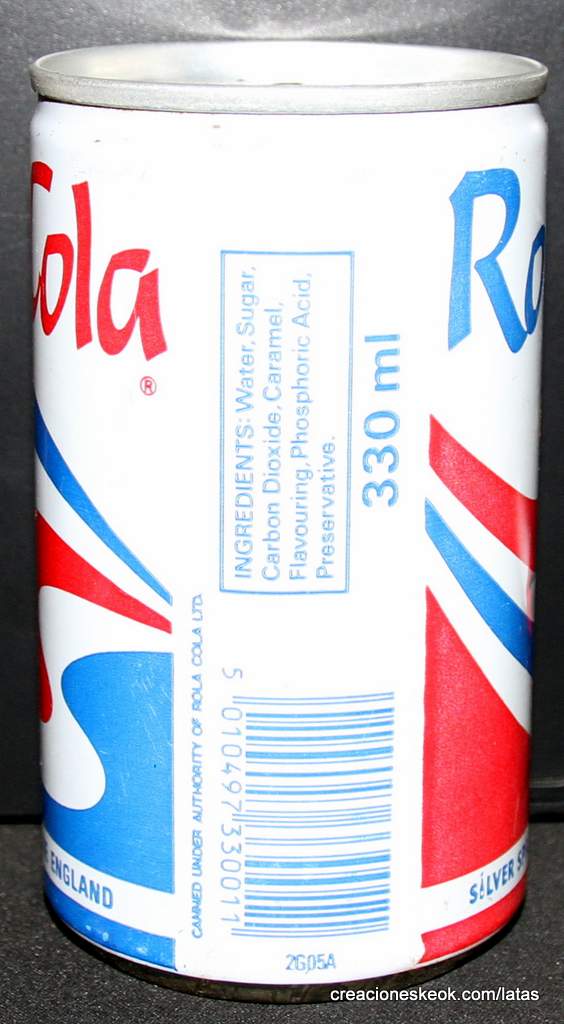 Cola
®
Ro
INGREDIENTS: Water, Sugar,
Carbon Dioxide, Caramel,
Flavouring, Phosphoric Acid,
Preservative.
330 ml
CANNED UNDER AUTHORITY OF ROLA COLA LTD.
5 010497 330011
ENGLAND
SILVER
2G05A
creacioneskeok.com/latas